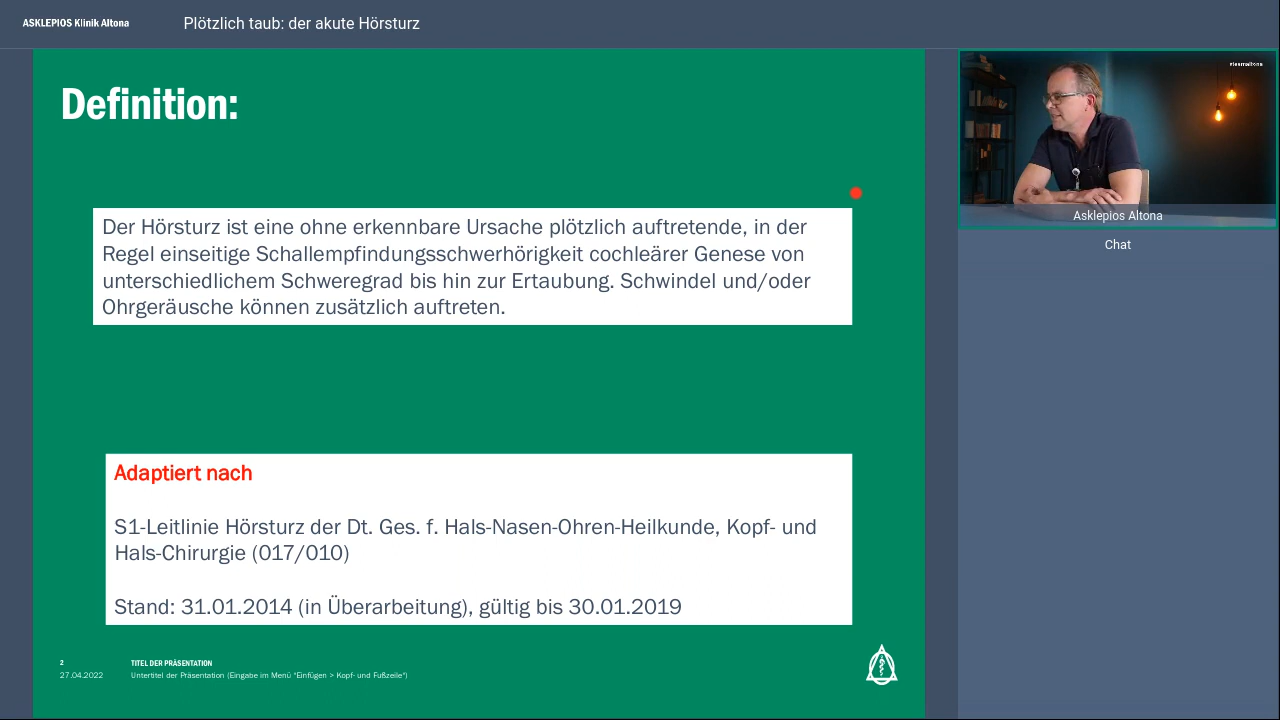 ASKLEPIOS Klinik Altona
Plötzlich taub: der akute Hörsturz
Definition:
Der Hörsturz ist eine ohne erkennbare Ursache plötzlich auftretende, in der
Regel einseitige Schallempfindungsschwerhörigkeit cochleärer Genese von
unterschiedlichem Schweregrad bis hin zur Ertaubung. Schwindel und/oder
Ohrgeräusche können zusätzlich auftreten.
Adaptiert nach
S1-Leitlinie Hörsturz der Dt. Ges. f. Hals-Nasen-Ohren-Heilkunde, Kopf- und
Hals-Chirurgie (017/010)
Stand: 31.01.2014 (in Überarbeitung), gültig bis 30.01.2019
2
TITEL DER PRÄSENTATION
27.04.2022
Untertitel der Präsentation (Eingabe im Menü "Einfügen > Kopf- und Fußzeile")
#teamaltona
Asklepios Altona
Chat